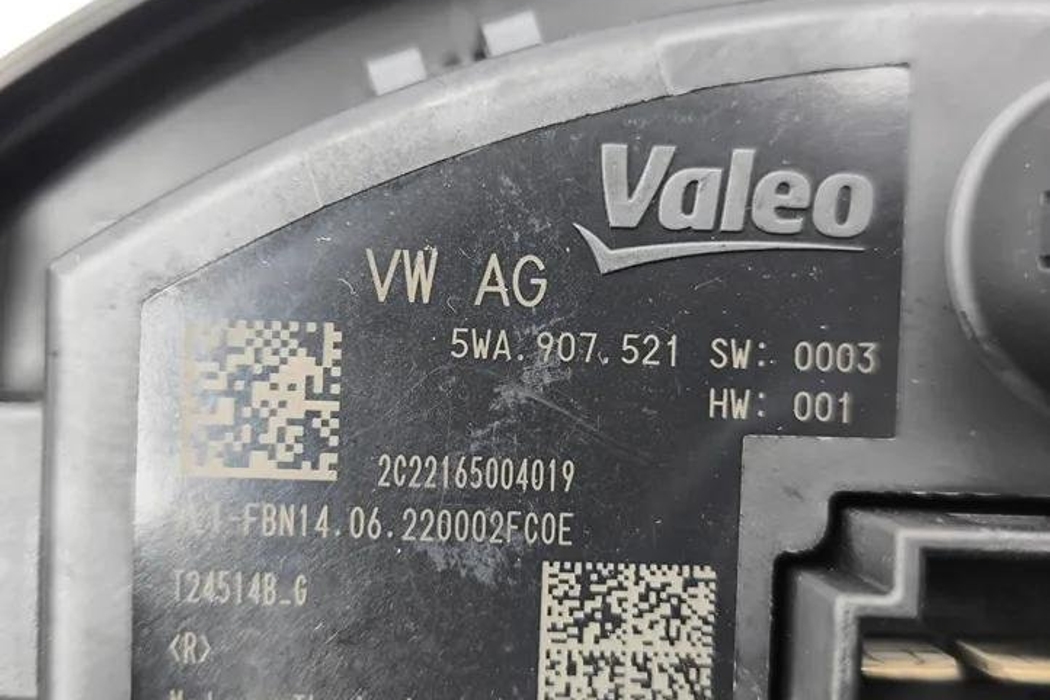 Valeo
VW AG
5WA.907.521 SW: 0003
HW: 001
2C22165004019
-FBN14.06.220002FC0E
T24514B_G
<R>